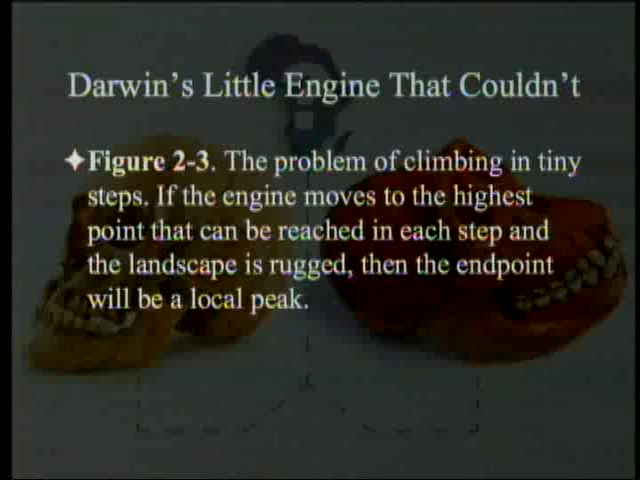 Darwin's Little Engine That Couldn't
✦Figure 2-3. The problem of climbing in tiny
steps. If the engine moves to the highest
point that can be reached in each step and
the landscape is rugged, then the endpoint
will be a local peak.